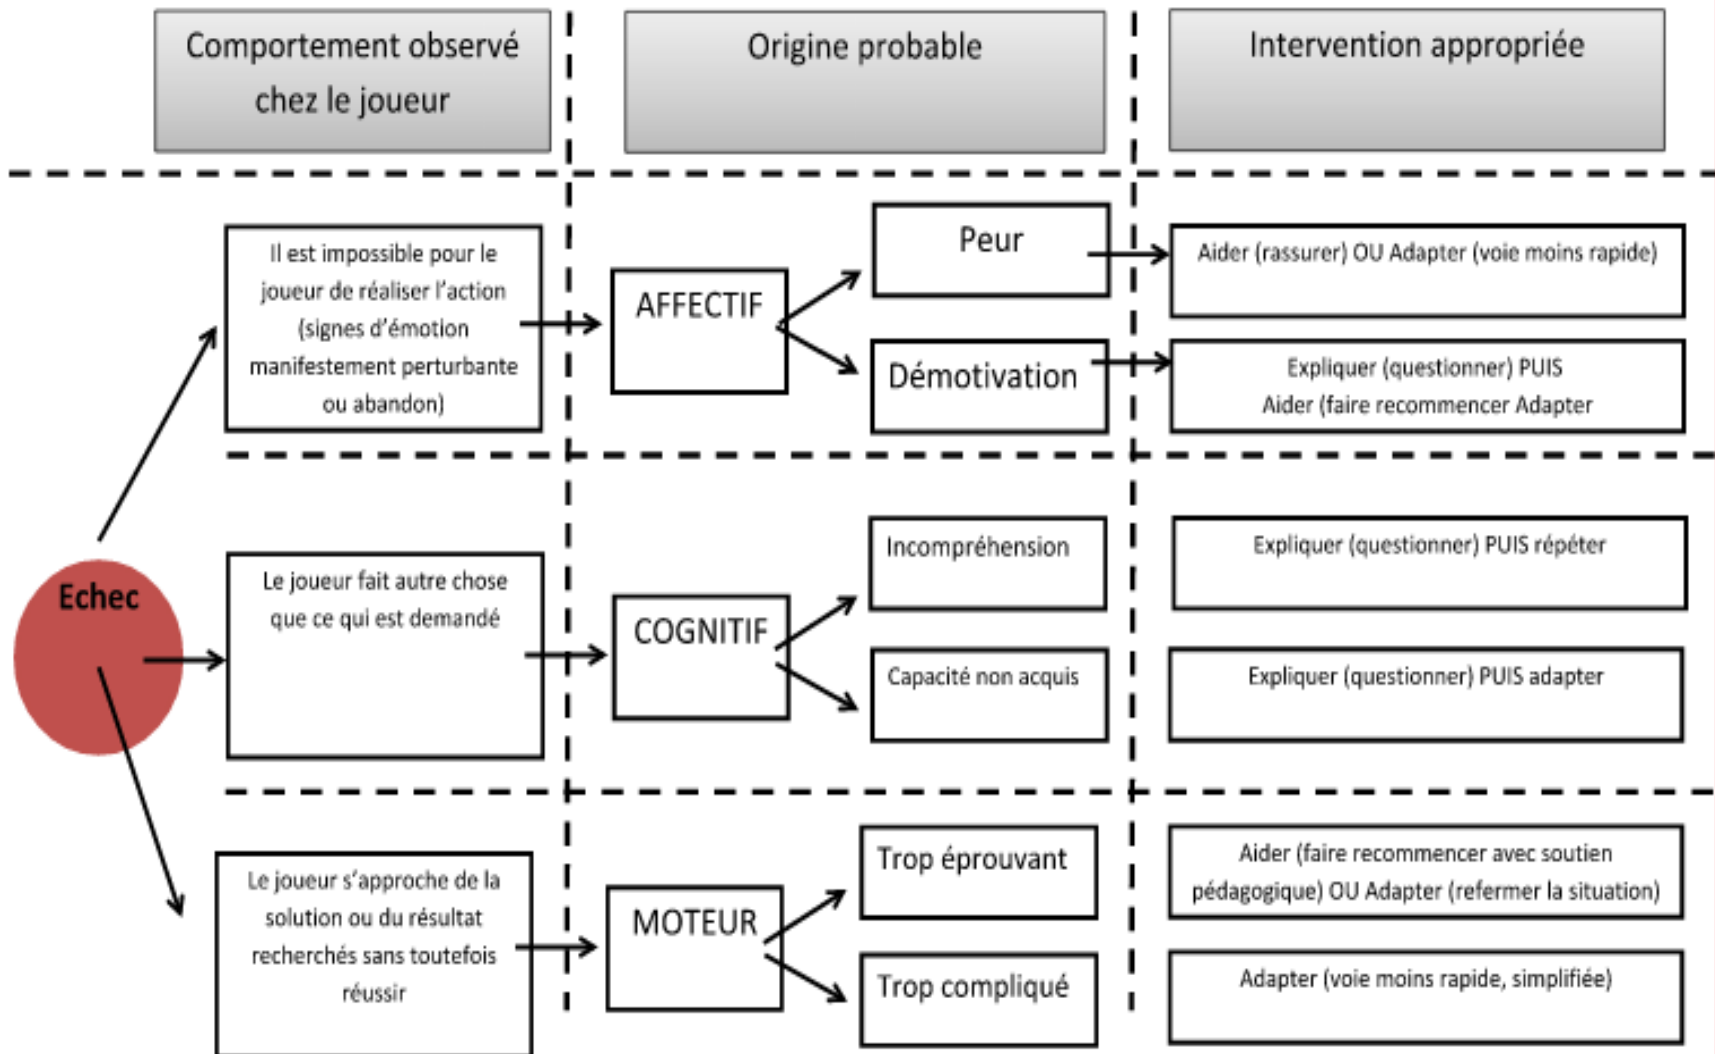 Comportement observé
chez le joueur
Origine probable
Intervention appropriée
Echec
Il est impossible pour le
joueur de réaliser l'action
(signes d'émotion
manifestement perturbante
ou abandon)
AFFECTIF
Peur
Aider (rassurer) OU Adapter (voie moins rapide)
Démotivation
Expliquer (questionner) PUIS
Aider (faire recommencer Adapter
Le joueur fait autre chose
que ce qui est demandé
COGNITIF
Incompréhension
Expliquer (questionner) PUIS répéter
Capacité non acquis
Expliquer (questionner) PUIS adapter
Le joueur s'approche de la
solution ou du résultat
recherchés sans toutefois
réussir
MOTEUR
Trop éprouvant
Aider (faire recommencer avec soutien
pédagogique) OU Adapter (refermer la situation)
Trop compliqué
Adapter (voie moins rapide, simplifiée)